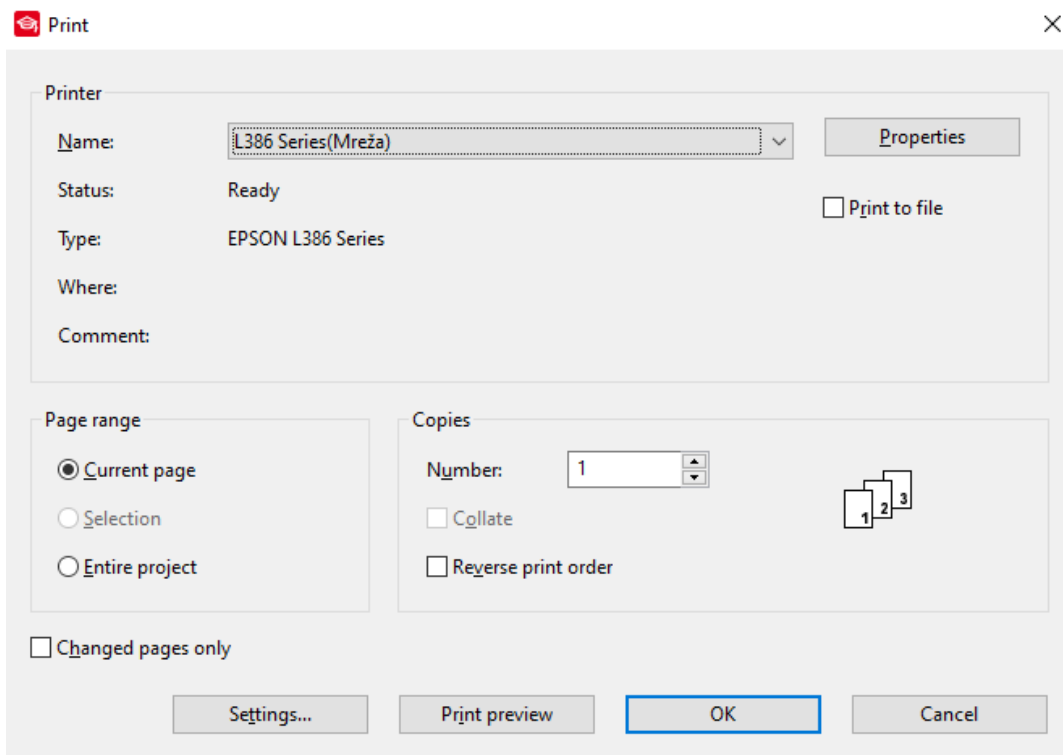 Print
Printer
Name:
L386 Series(Mreža)
Properties
Status:
Ready
Print to file
Type:
EPSON L386 Series
Where:
Comment:
Page range
Current page
Selection
Entire project
Copies
Number:
1
Collate
Reverse print order
1 2 3
Changed pages only
Settings...
Print preview
OK
Cancel